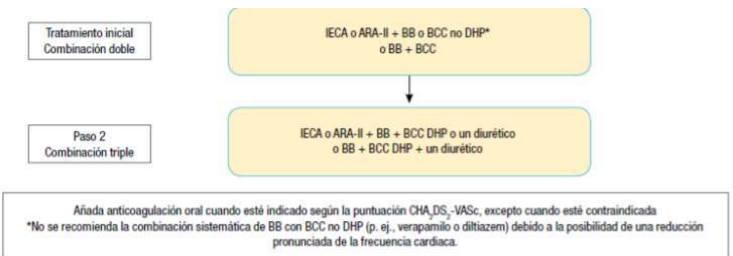 Tratamiento inicial
Combinación doble
IECA o ARA-II + BB o BCC no DHP*
o BB + BCC
Paso 2
Combinación triple
IECA o ARA-II + BB + BCC DHP o un diurético
o BB + BCC DHP + un diurético
Añada anticoagulación oral cuando esté indicado según la puntuación CHA₂DS₂-VASc, excepto cuando esté contraindicada
*No se recomienda la combinación sistemática de BB con BCC no DHP (p. ej., verapamilo o diltiazem) debido a la posibilidad de una reducción
pronunciada de la frecuencia cardiaca.